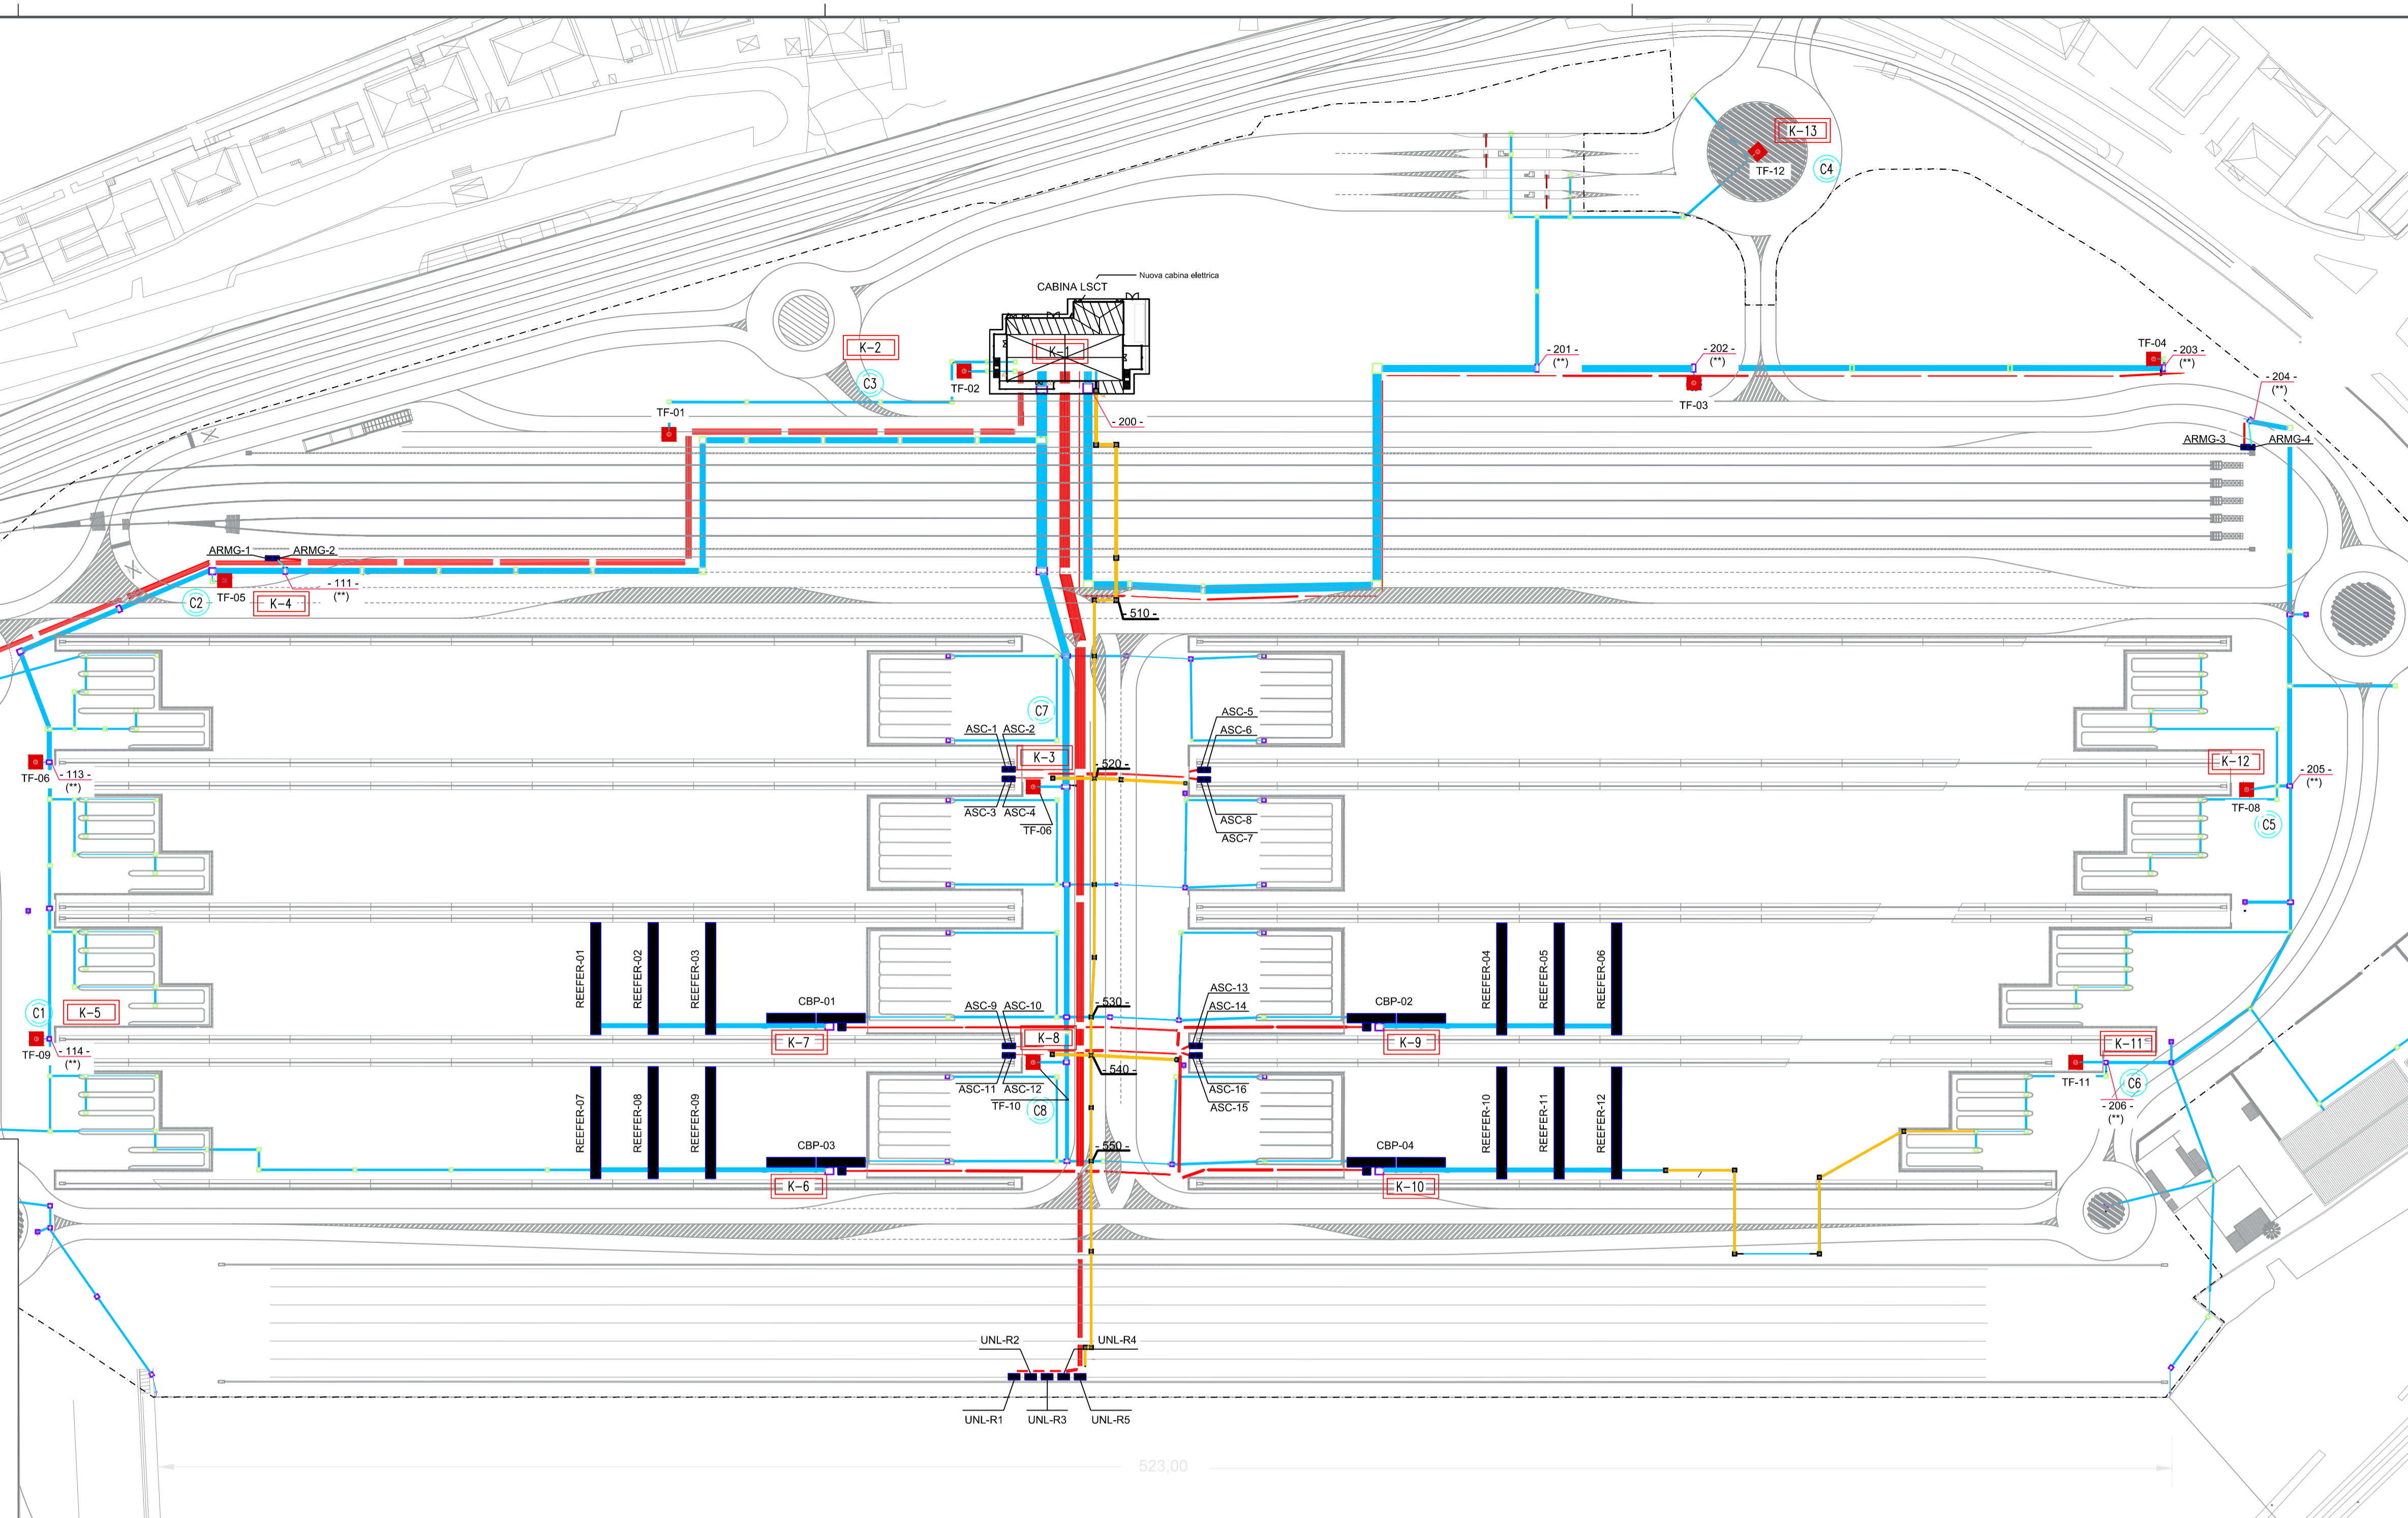 K-13
TF-12
C4
Nuova cabina elettrica
CABINA LSCT
K-1
K-2
C3
TF-02
TF-01
- 200 -
- 201 -
(**)
- 202 -
(**)
TF-03
TF-04
- 203 -
(**)
- 204 -
(**)
ARMG-3
ARMG-4
ARMG-1
ARMG-2
- 111 -
(**)
TF-05
C2
K-4
- 510 -
C7
ASC-1
ASC-2
K-3
- 520 -
ASC-5
ASC-6
ASC-3
ASC-4
TF-06
ASC-8
ASC-7
TF-06
- 113 -
(**)
K-12
- 205 -
(**)
TF-08
C5
REEFER-01
REEFER-02
REEFER-03
CBP-01
K-7
ASC-9
ASC-10
K-8
- 530 -
ASC-13
ASC-14
CBP-02
K-9
REEFER-04
REEFER-05
REEFER-06
C1
K-5
TF-09
- 114 -
(**)
K-11
TF-11
C6
- 206 -
(**)
ASC-11
ASC-12
TF-10
C8
- 540 -
ASC-16
ASC-15
REEFER-07
REEFER-08
REEFER-09
CBP-03
K-6
- 550 -
CBP-04
K-10
REEFER-10
REEFER-11
REEFER-12
UNL-R2
UNL-R4
UNL-R1
UNL-R3
UNL-R5
523,00